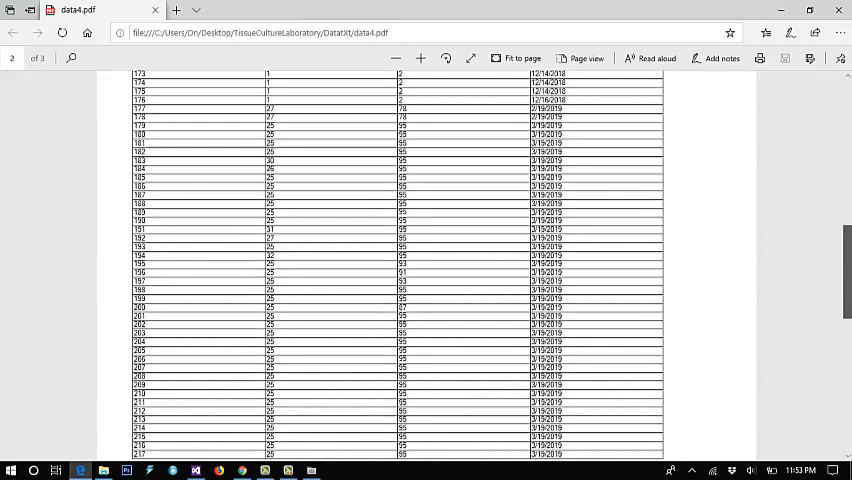 data4.pdf
file:///C:/Users/Dn/Desktop/TissueCultureLaboratory/DatatXt/data4.pdf
2 of 3 Fit to page Page view Read aloud Add notes
173 1 2 12/14/2018
174 1 2 12/14/2018
175 1 2 12/14/2018
176 1 2 12/16/2018
177 27 78 2/19/2019
178 27 78 2/19/2019
179 25 95 3/19/2019
180 25 95 3/19/2019
181 25 95 3/19/2019
182 25 95 3/19/2019
183 30 95 3/19/2019
184 26 95 3/19/2019
185 25 95 3/19/2019
186 25 95 3/19/2019
187 25 95 3/19/2019
188 25 95 3/19/2019
189 25 95 3/19/2019
190 25 95 3/19/2019
191 31 95 3/19/2019
192 27 95 3/19/2019
193 25 95 3/19/2019
194 32 95 3/19/2019
195 25 93 3/19/2019
196 25 91 3/19/2019
197 25 93 3/19/2019
198 25 95 3/19/2019
199 25 95 3/19/2019
200 25 87 3/19/2019
201 25 95 3/19/2019
202 25 95 3/19/2019
203 25 95 3/19/2019
204 25 95 3/19/2019
205 25 95 3/19/2019
206 25 95 3/19/2019
207 25 95 3/19/2019
208 25 95 3/19/2019
209 25 95 3/19/2019
210 25 95 3/19/2019
211 25 95 3/19/2019
212 25 95 3/19/2019
213 25 95 3/19/2019
214 25 95 3/19/2019
215 25 95 3/19/2019
216 25 95 3/19/2019
217 25 95 3/19/2019
11:53 PM